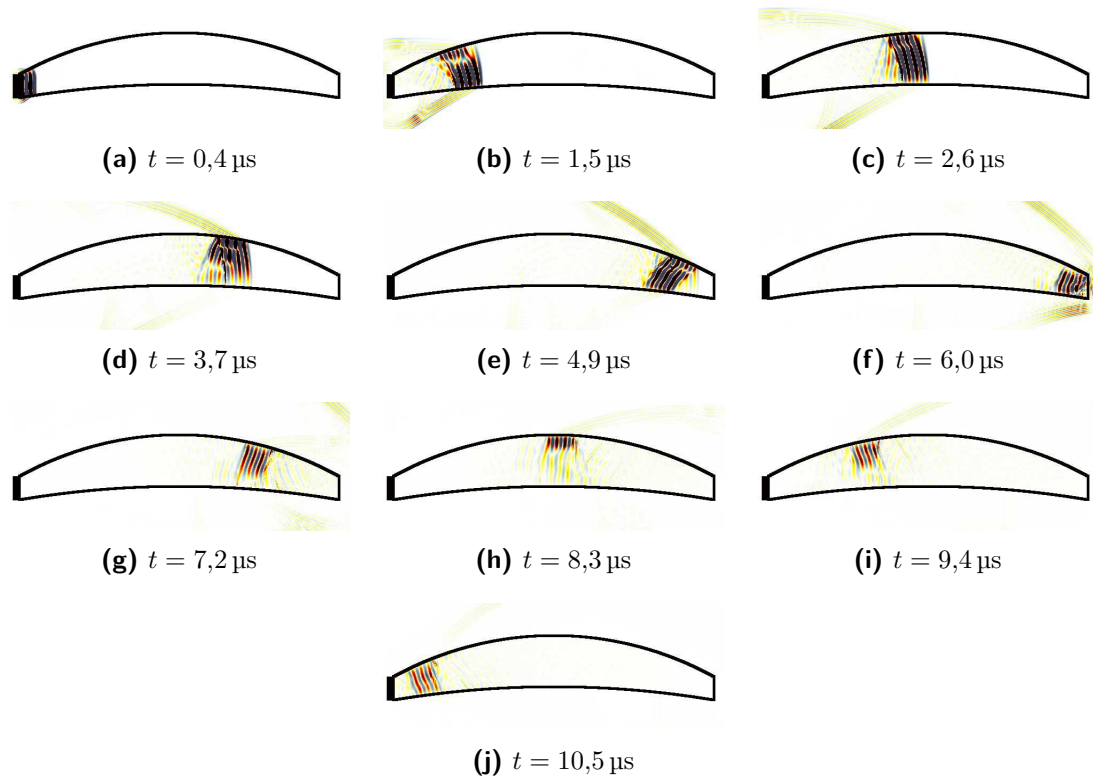 (a) t = 0,4 µs
(b) t = 1,5 µs
(c) t = 2,6 µs
(d) t = 3,7 µs
(e) t = 4,9 µs
(f) t = 6,0 µs
(g) t = 7,2 µs
(h) t = 8,3 µs
(i) t = 9,4 µs
(j) t = 10,5 µs